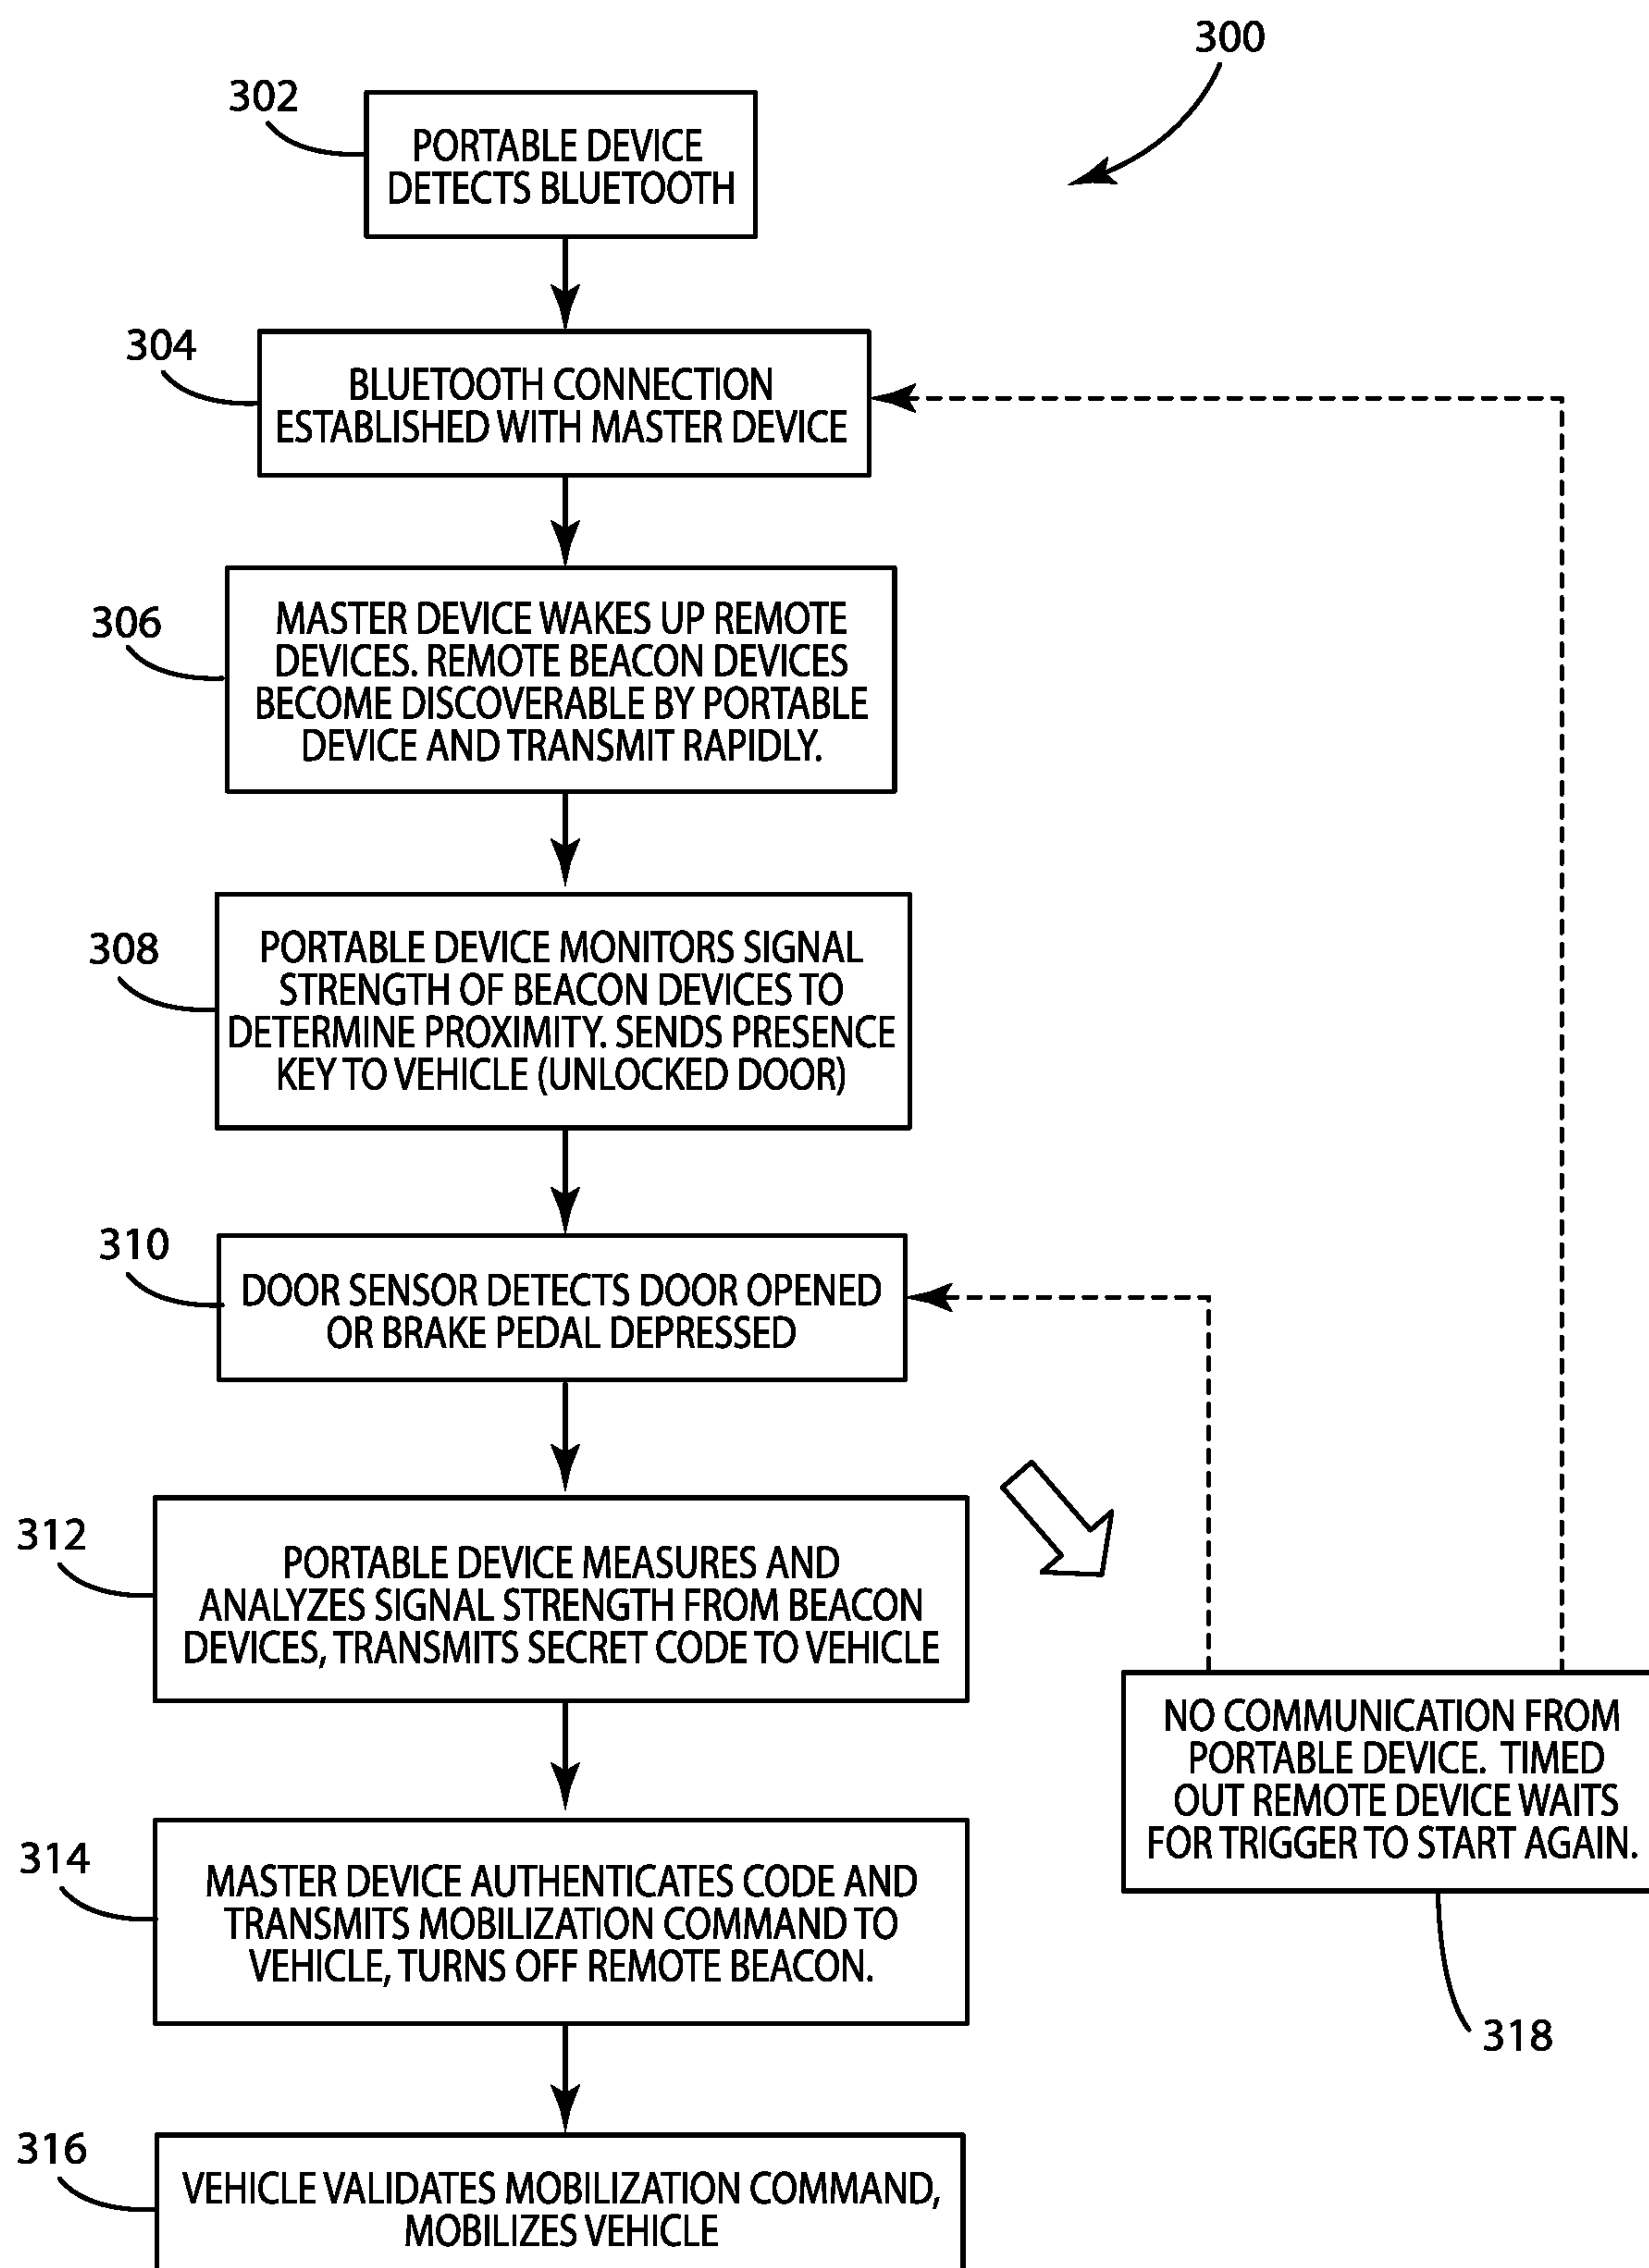 300
302
PORTABLE DEVICE
DETECTS BLUETOOTH
304
BLUETOOTH CONNECTION
ESTABLISHED WITH MASTER DEVICE
306
MASTER DEVICE WAKES UP REMOTE
DEVICES. REMOTE BEACON DEVICES
BECOME DISCOVERABLE BY PORTABLE
DEVICE AND TRANSMIT RAPIDLY.
308
PORTABLE DEVICE MONITORS SIGNAL
STRENGTH OF BEACON DEVICES TO
DETERMINE PROXIMITY. SENDS PRESENCE
KEY TO VEHICLE (UNLOCKED DOOR)
310
DOOR SENSOR DETECTS DOOR OPENED
OR BRAKE PEDAL DEPRESSED
312
PORTABLE DEVICE MEASURES AND
ANALYZES SIGNAL STRENGTH FROM BEACON
DEVICES, TRANSMITS SECRET CODE TO VEHICLE
NO COMMUNICATION FROM
PORTABLE DEVICE. TIMED
OUT REMOTE DEVICE WAITS
FOR TRIGGER TO START AGAIN.
318
314
MASTER DEVICE AUTHENTICATES CODE AND
TRANSMITS MOBILIZATION COMMAND TO
VEHICLE, TURNS OFF REMOTE BEACON.
316
VEHICLE VALIDATES MOBILIZATION COMMAND,
MOBILIZES VEHICLE